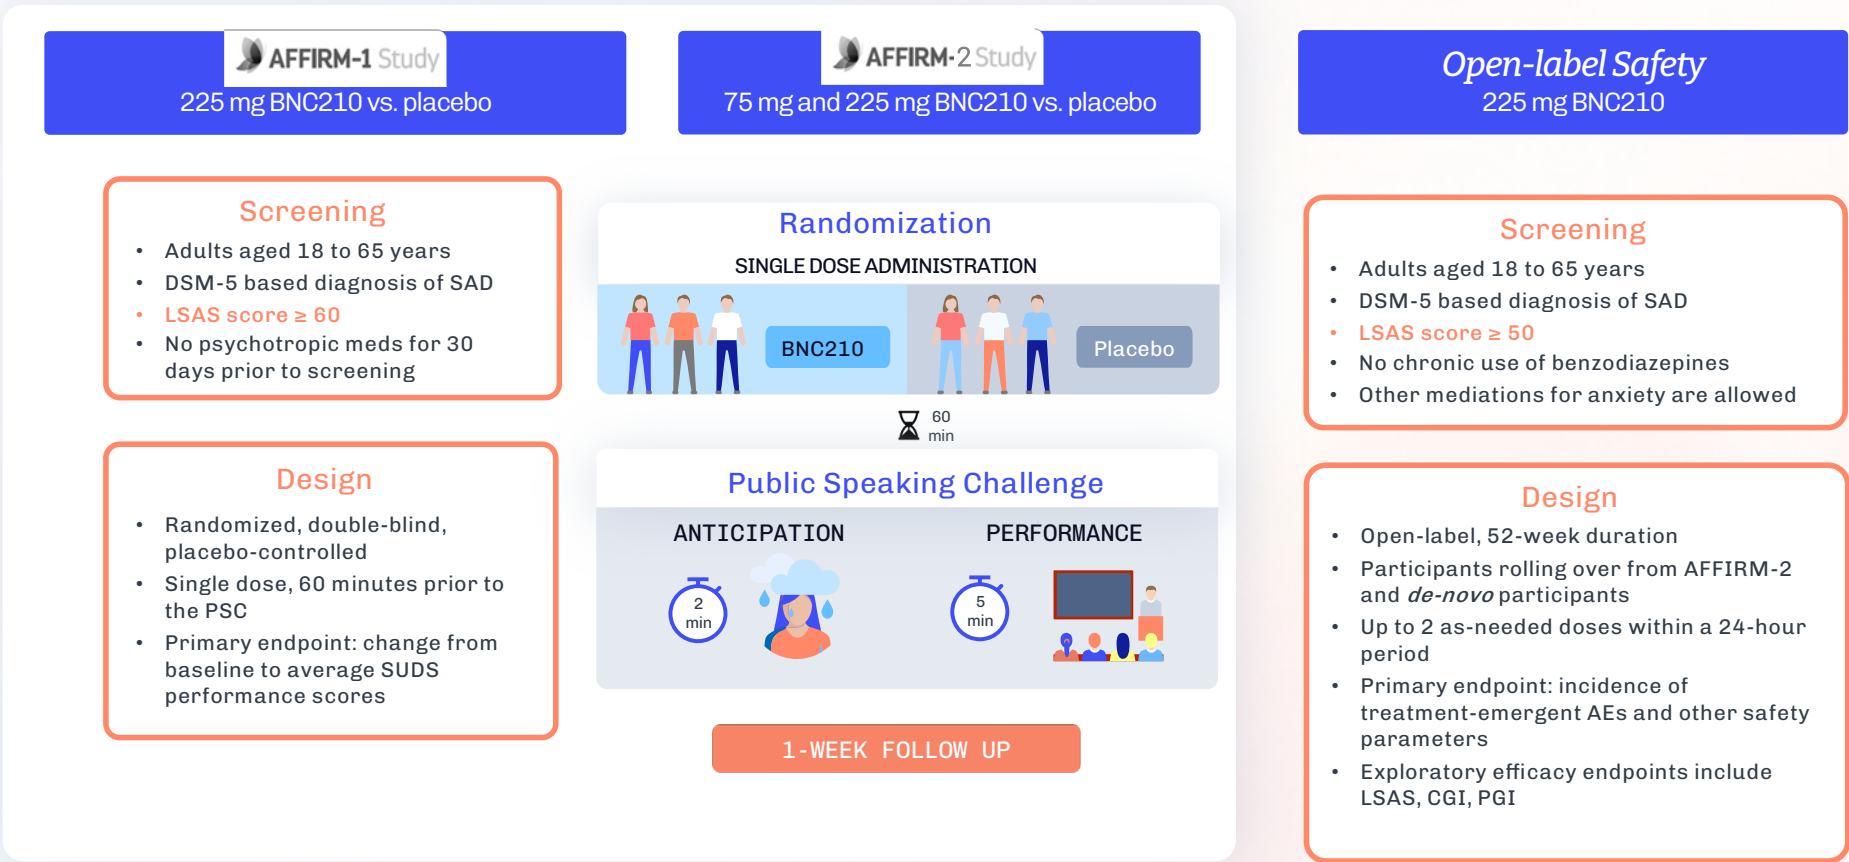 AFFIRM-1 Study
225 mg BNC210 vs. placebo
AFFIRM-2 Study
75 mg and 225 mg BNC210 vs. placebo
Screening
• Adults aged 18 to 65 years
• DSM-5 based diagnosis of SAD
• LSAS score ≥ 60
• No psychotropic meds for 30
days prior to screening
Design
• Randomized, double-blind,
placebo-controlled
• Single dose, 60 minutes prior to
the PSC
• Primary endpoint: change from
baseline to average SUDS
performance scores
Randomization
SINGLE DOSE ADMINISTRATION
BNC210
Placebo
60
min
Public Speaking Challenge
ANTICIPATION
PERFORMANCE
2
min
5
min
1-WEEK FOLLOW UP
Open-label Safety
225 mg BNC210
Screening
• Adults aged 18 to 65 years
• DSM-5 based diagnosis of SAD
• LSAS score ≥ 50
• No chronic use of benzodiazepines
• Other mediations for anxiety are allowed
Design
• Open-label, 52-week duration
• Participants rolling over from AFFIRM-2
and de-novo participants
• Up to 2 as-needed doses within a 24-hour
period
• Primary endpoint: incidence of
treatment-emergent AEs and other safety
parameters
• Exploratory efficacy endpoints include
LSAS, CGI, PGI